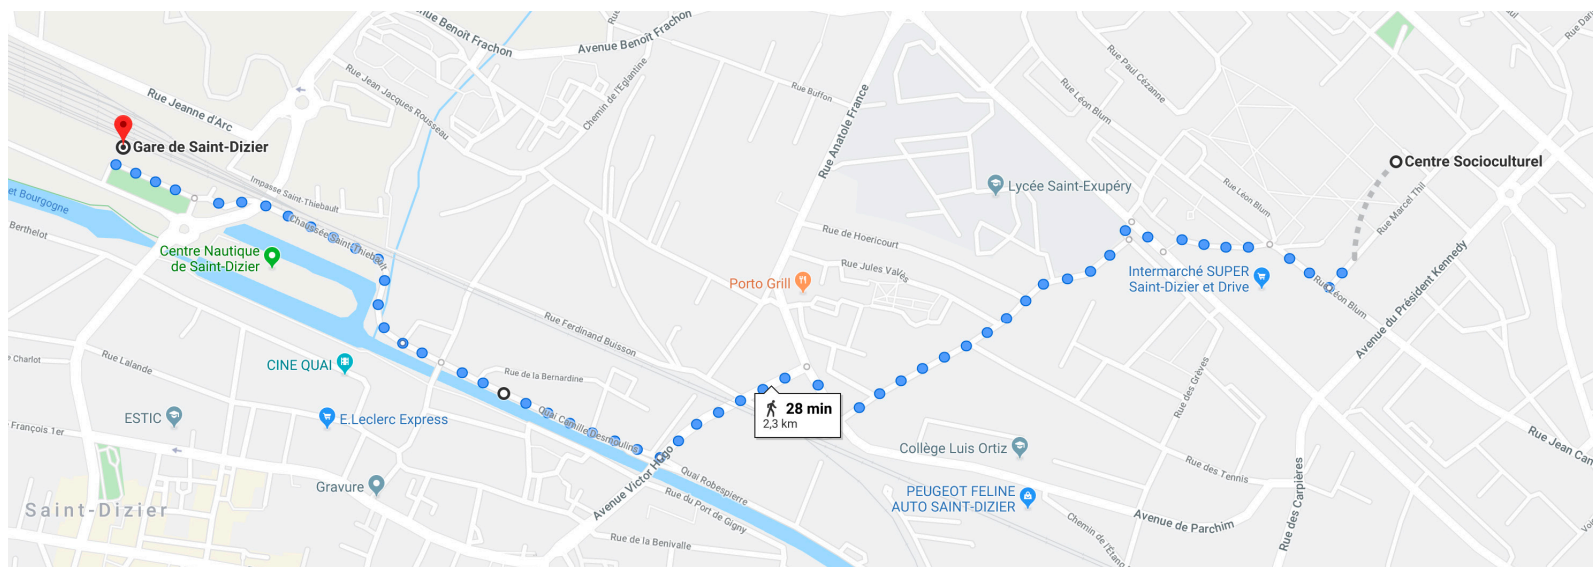 Avenue Benoît Frachon
Avenue Benoît Frachon
Rue Jeanne d'Arc
Rue Jean Jacques Rousseau
Chemin de l'Eglantine
Rue Buffon
Rue Anatole France
Rue Paul Cézanne
Rue Léon Blum
Gare de Saint-Dizier
Centre Socioculturel
Impasse Saint-Thiebault
Lycée Saint-Exupéry
Rue Léon Blum
Rue Marcel Thil
et Bourgogne
Berthelot
Chaussée Saint-Thiebault
Centre Nautique
de Saint-Dizier
Rue de Hoericourt
Rue Jules Valès
Porto Grill
Intermarché SUPER
Saint-Dizier et Drive
Rue Léon Blum
Avenue du Président Kennedy
Rue Ferdinand Buisson
Charlot
Rue Lalande
CINE QUAI
Rue de la Bernardine
Rue des Grèves
28 min
2,3 km
ESTIC
E.Leclerc Express
Quai Camille Desmoulins
François 1er
Avenue Victor Hugo
Collège Luis Ortiz
Rue Jean Cam
Rue des Tennis
Gravure
Quai Robespierre
Rue du Port de Gigny
PEUGEOT FELINE
AUTO SAINT-DIZIER
Avenue de Parchim
Rue des Carpières
Saint-Dizier
Rue de la Benivalle
Chemin de l'Étang